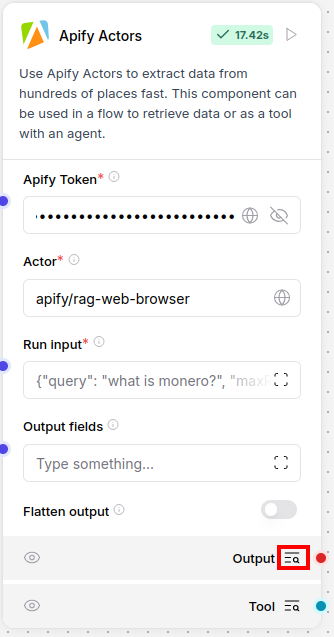 Apify Actors
17.42s
Use Apify Actors to extract data from
hundreds of places fast. This component can
be used in a flow to retrieve data or as a tool
with an agent.
Apify Token*
••••••••••••••••••••••••••
Actor*
apify/rag-web-browser
Run input*
{"query": "what is monero?", "max
Output fields
Type something...
Flatten output
Output
Tool